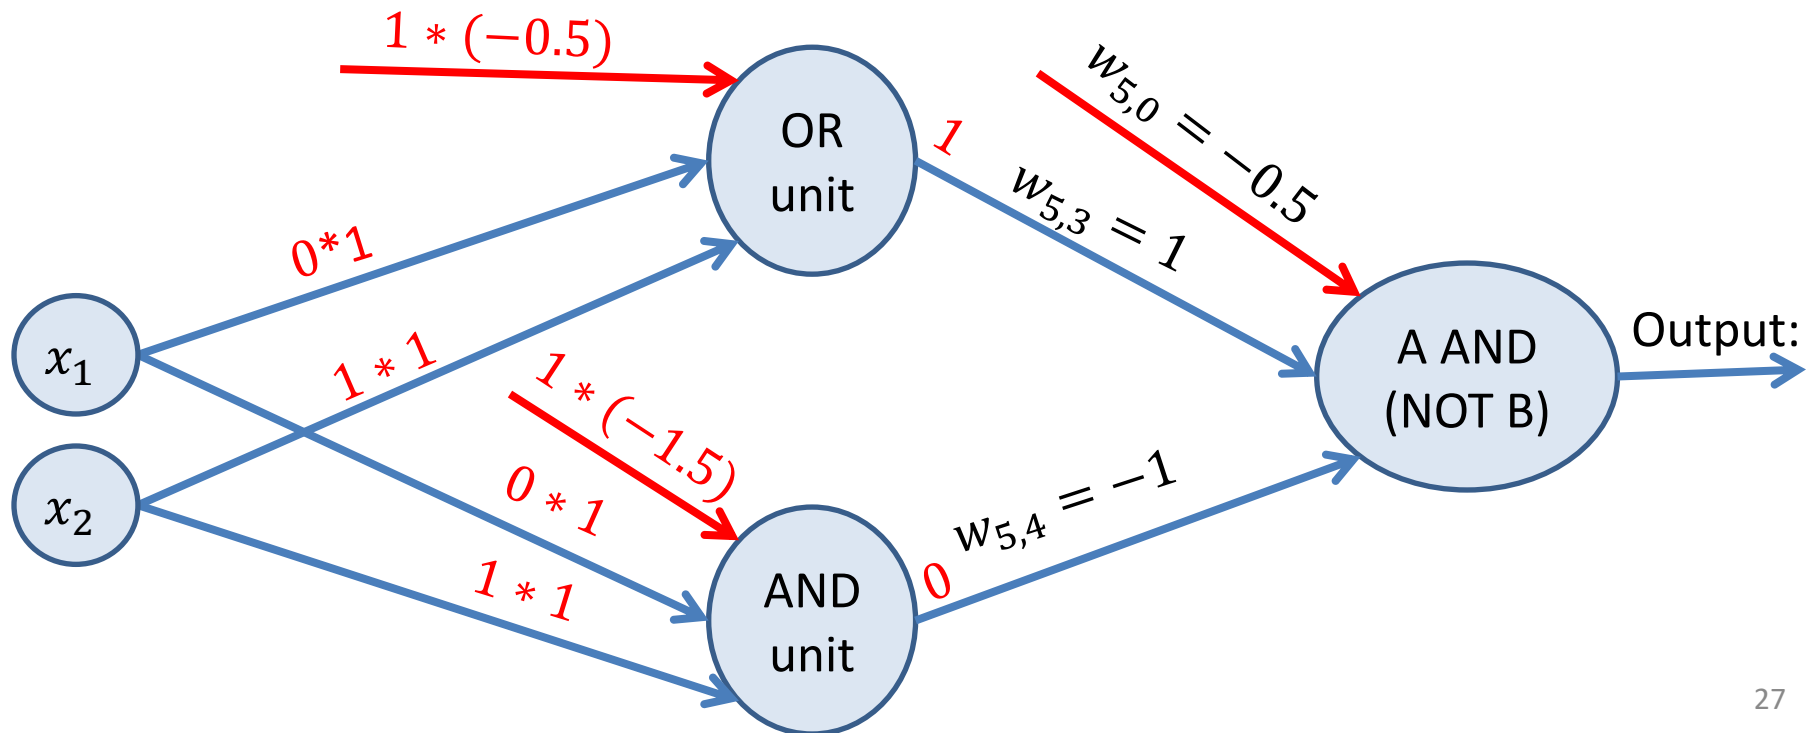 1 * (−0.5)
OR
unit
1
w₅,₀ = −0.5
w₅,₃ = 1
0*1
1 * 1
x₁
x₂
1 * (−1.5)
0 * 1
1 * 1
AND
unit
0
w₅,₄ = −1
A AND
(NOT B)
Output:
27